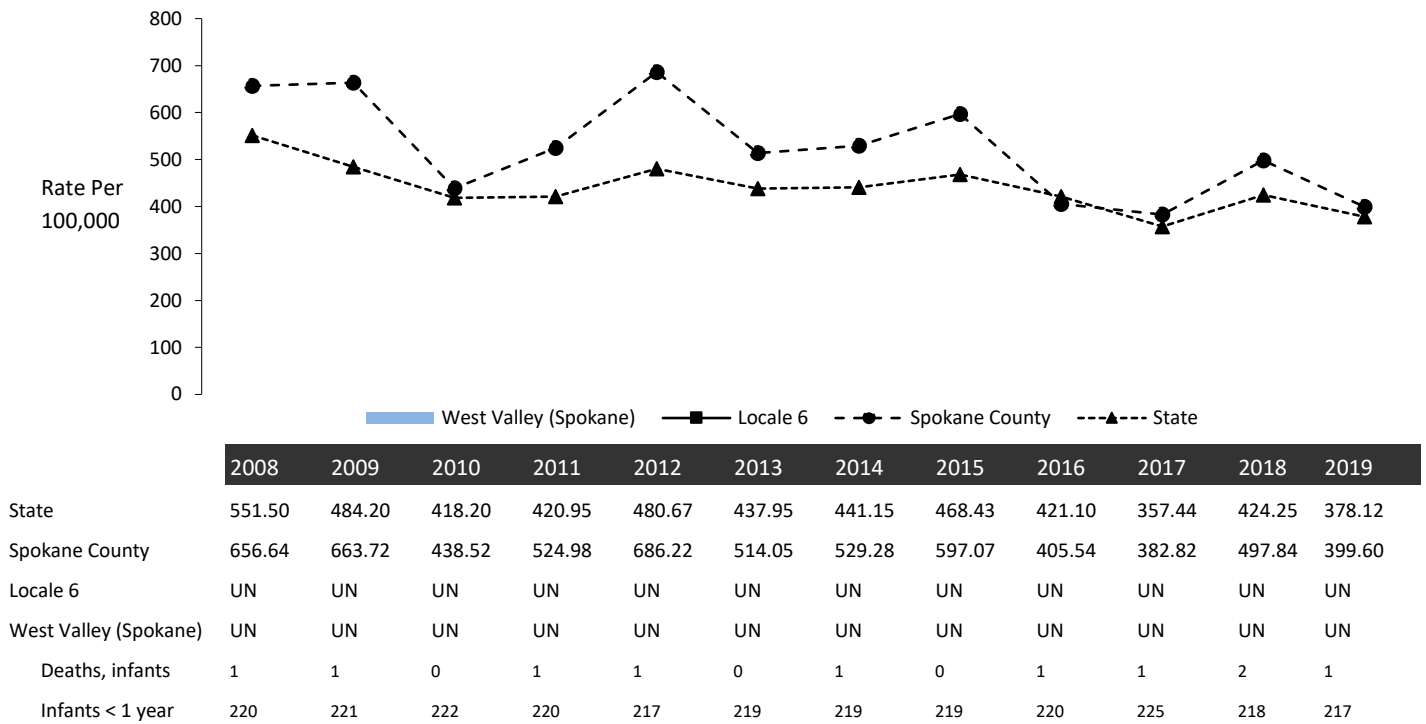 800
700
600
500
400
300
200
100
0
Rate Per
100,000
West Valley (Spokane) Locale 6 Spokane County State
2008 2009 2010 2011 2012 2013 2014 2015 2016 2017 2018 2019
State 551.50 484.20 418.20 420.95 480.67 437.95 441.15 468.43 421.10 357.44 424.25 378.12
Spokane County 656.64 663.72 438.52 524.98 686.22 514.05 529.28 597.07 405.54 382.82 497.84 399.60
Locale 6 UN UN UN UN UN UN UN UN UN UN UN UN
West Valley (Spokane) UN UN UN UN UN UN UN UN UN UN UN UN
Deaths, infants 1 1 0 1 1 0 1 0 1 1 2 1
Infants < 1 year 220 221 222 220 217 219 219 219 220 225 218 217